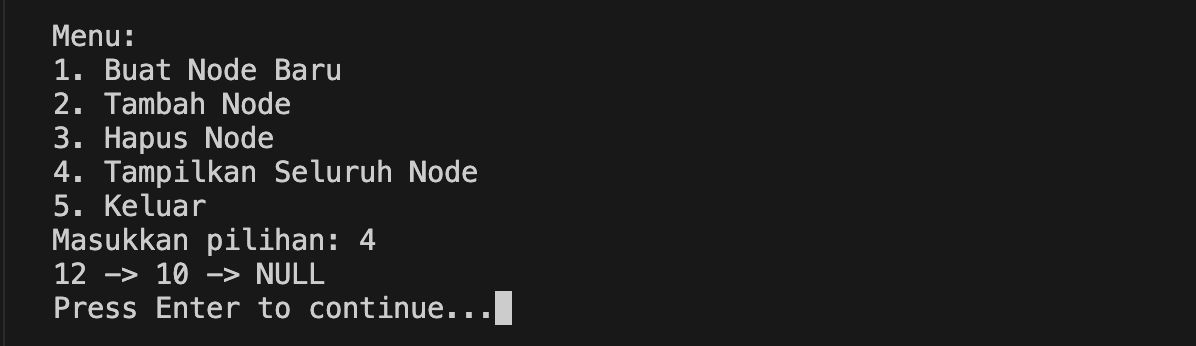 Menu:
1. Buat Node Baru
2. Tambah Node
3. Hapus Node
4. Tampilkan Seluruh Node
5. Keluar
Masukkan pilihan: 4
12 -> 10 -> NULL
Press Enter to continue...